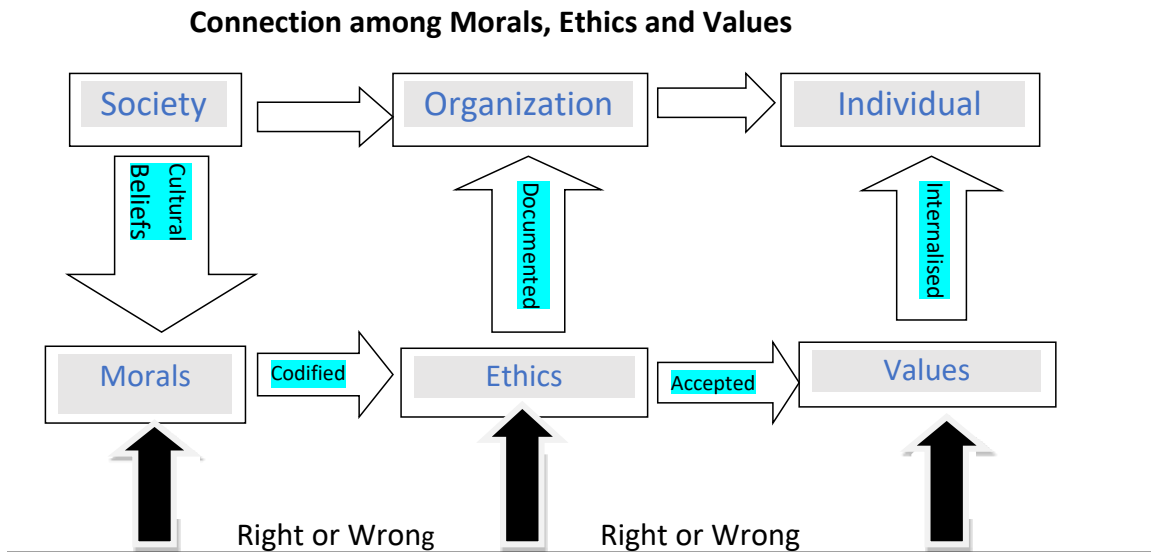 Connection among Morals, Ethics and Values
Society
Organization
Individual
Cultural
Beliefs
Documented
Internalised
Morals
Codified
Ethics
Accepted
Values
Right or Wrong
Right or Wrong